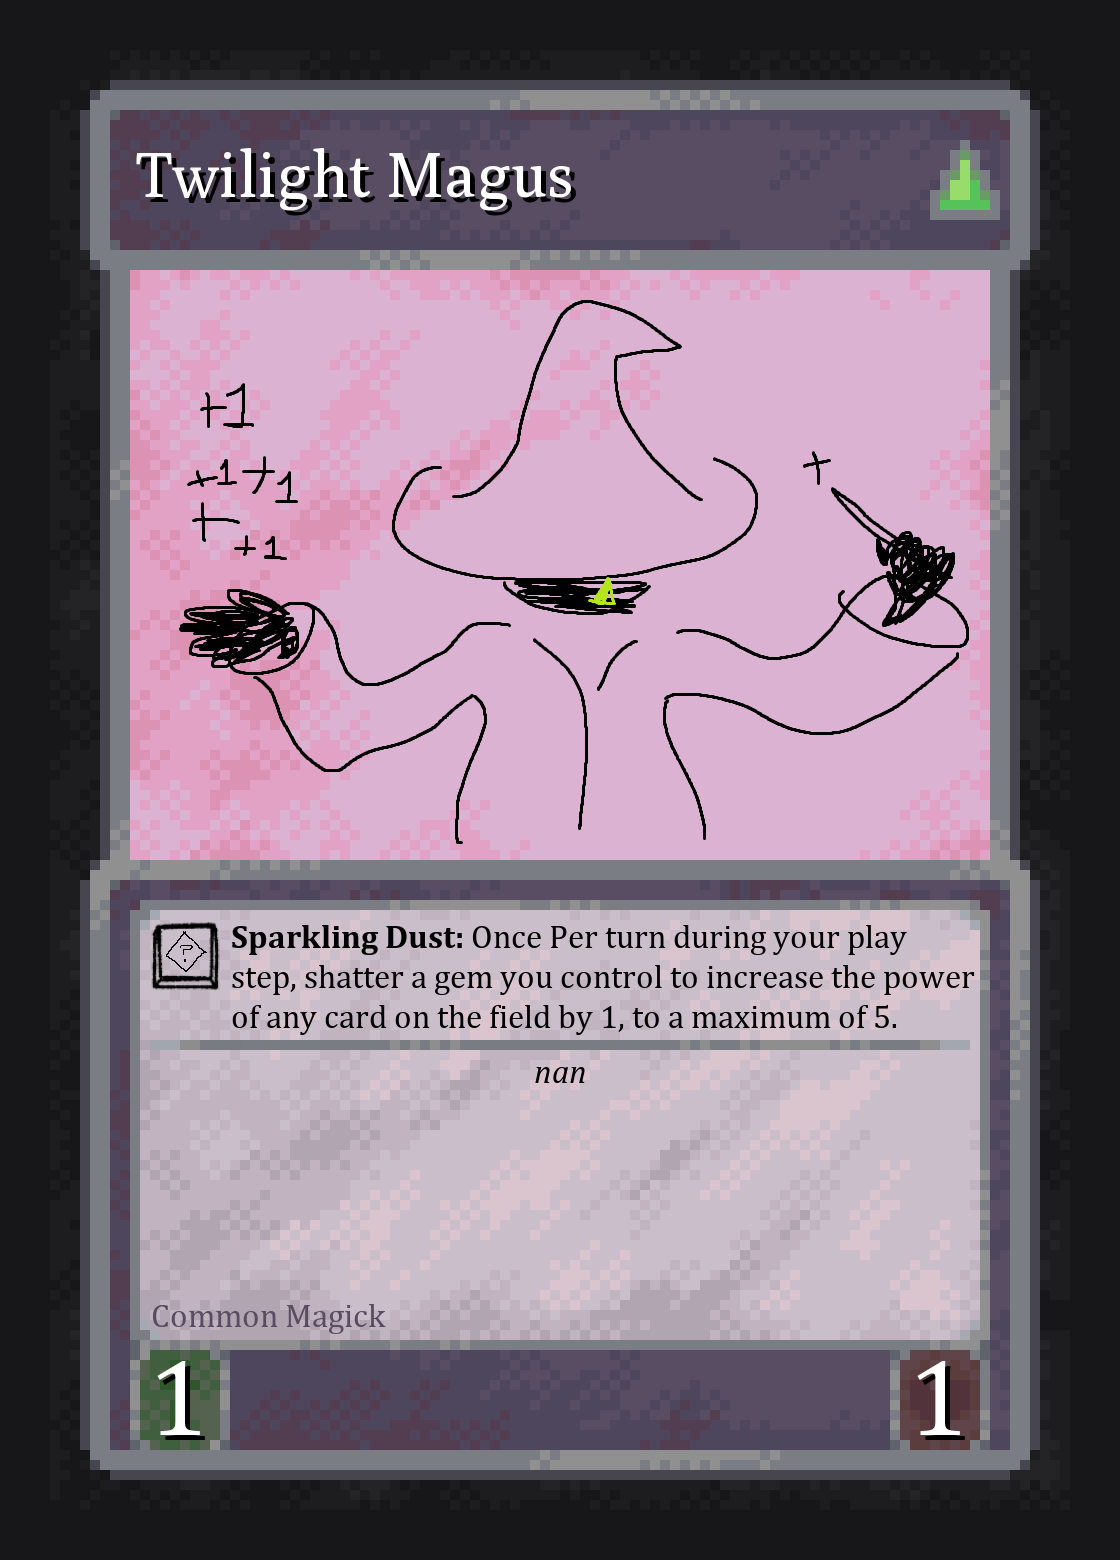 Twilight Magus
+1
+1 +1
+
+1
+
?
Sparkling Dust: Once Per turn during your play
step, shatter a gem you control to increase the power
of any card on the field by 1, to a maximum of 5.
nan
Common Magick
1 1